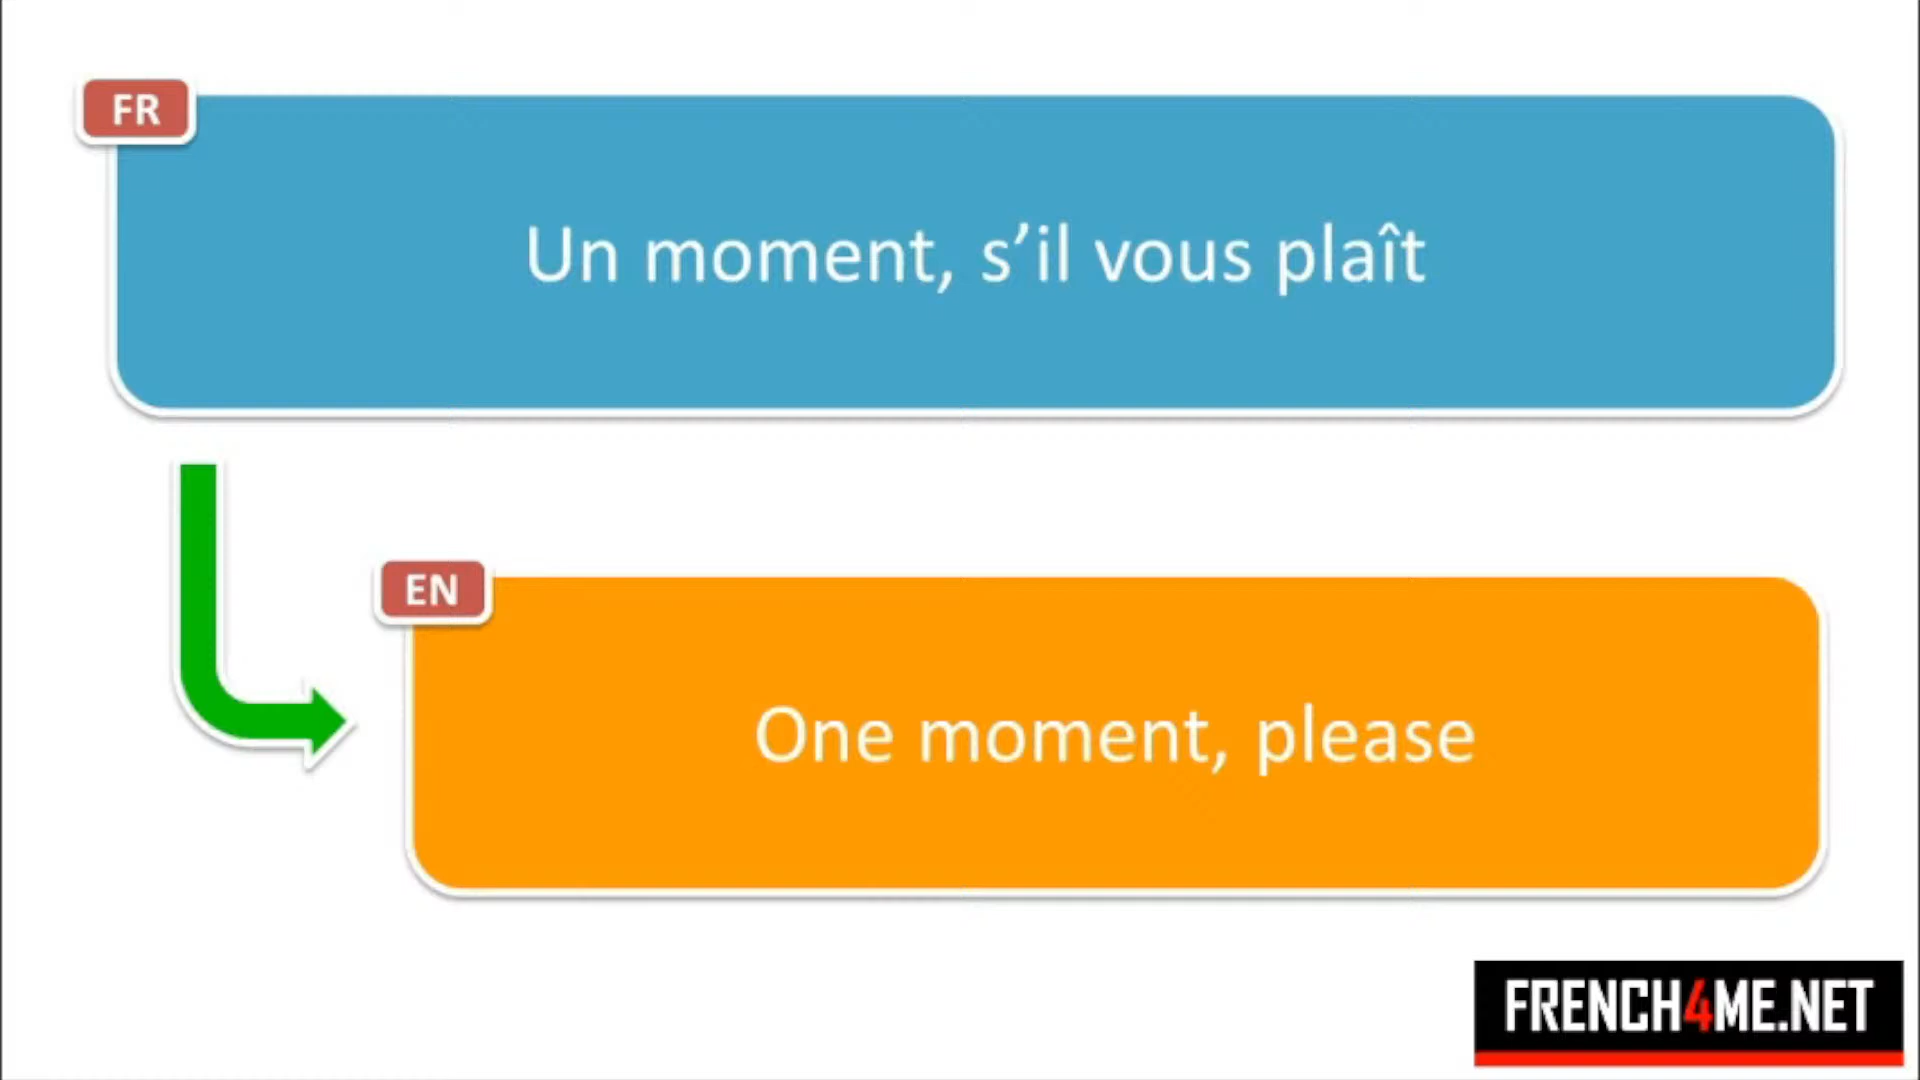 FR
Un moment, s’il vous plaît
EN
One moment, please
FRENCH4ME.NET